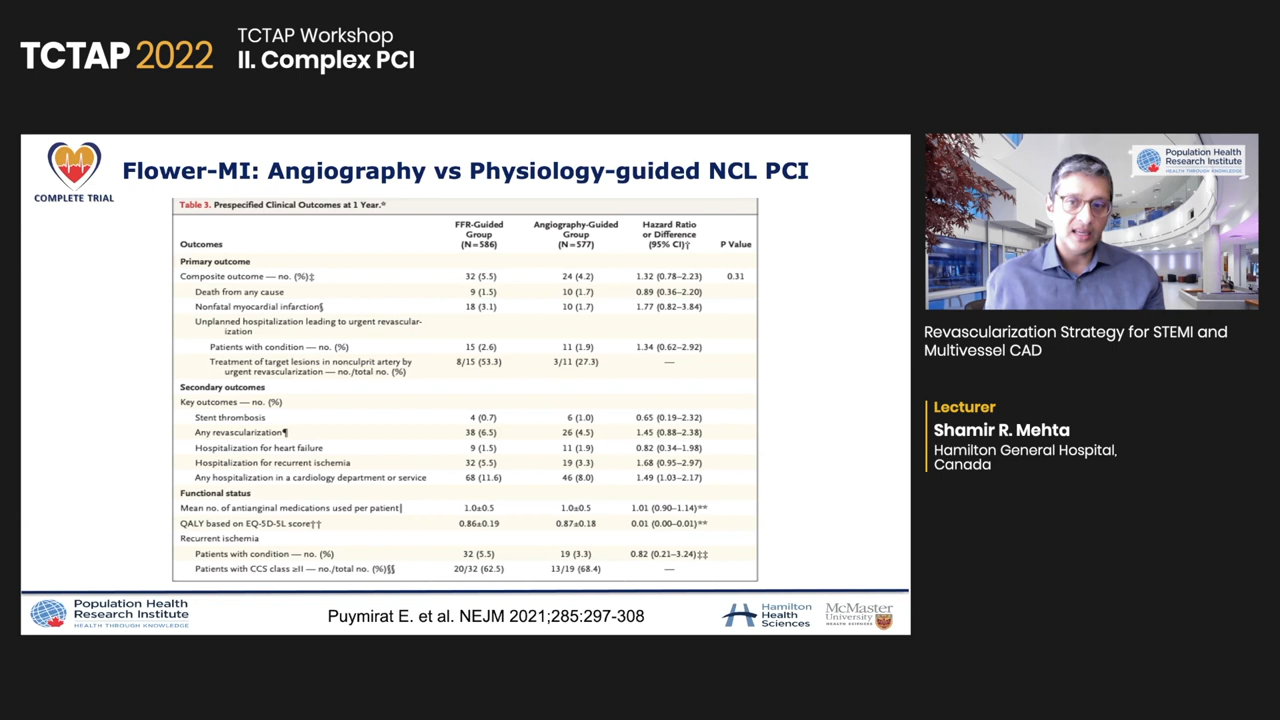 TCTAP 2022
TCTAP Workshop
II. Complex PCI
COMPLETE TRIAL
Flower-MI: Angiography vs Physiology-guided NCL PCI
Table 3. Prespecified Clinical Outcomes at 1 Year.*
Outcomes
FFR-Guided
Group
(N=586)
Angiography-Guided
Group
(N=577)
Hazard Ratio
or Difference
(95% CI)†
P Value
Primary outcome
Composite outcome — no. (%)‡ 32 (5.5) 24 (4.2) 1.32 (0.78–2.23) 0.31
Death from any cause 9 (1.5) 10 (1.7) 0.89 (0.36–2.20)
Nonfatal myocardial infarction§ 18 (3.1) 10 (1.7) 1.77 (0.82–3.84)
Unplanned hospitalization leading to urgent revascular-
ization
Patients with condition — no. (%) 15 (2.6) 11 (1.9) 1.34 (0.62–2.92)
Treatment of target lesions in nonculprit artery by 8/15 (53.3) 3/11 (27.3) —
urgent revascularization — no./total no. (%)
Secondary outcomes
Key outcomes — no. (%)
Stent thrombosis 4 (0.7) 6 (1.0) 0.65 (0.19–2.32)
Any revascularization¶ 38 (6.5) 26 (4.5) 1.45 (0.88–2.38)
Hospitalization for heart failure 9 (1.5) 11 (1.9) 0.82 (0.34–1.98)
Hospitalization for recurrent ischemia 32 (5.5) 19 (3.3) 1.68 (0.95–2.97)
Any hospitalization in a cardiology department or service 68 (11.6) 46 (8.0) 1.49 (1.03–2.17)
Functional status
Mean no. of antianginal medications used per patient‖ 1.0±0.5 1.0±0.5 1.01 (0.90–1.14)**
QALY based on EQ-5D-5L score†† 0.86±0.19 0.87±0.18 0.01 (0.00–0.01)**
Recurrent ischemia
Patients with condition — no. (%) 32 (5.5) 19 (3.3) 0.82 (0.21–3.24)‡‡
Patients with CCS class ≥II — no./total no. (%)§§ 20/32 (62.5) 13/19 (68.4) —
Population Health
Research Institute
HEALTH THROUGH KNOWLEDGE
Puymirat E. et al. NEJM 2021;285:297-308
Hamilton
Health
Sciences
McMaster
University
HEALTH SCIENCES
Population Health
Research Institute
HEALTH THROUGH KNOWLEDGE
Revascularization Strategy for STEMI and
Multivessel CAD
Lecturer
Shamir R. Mehta
Hamilton General Hospital,
Canada